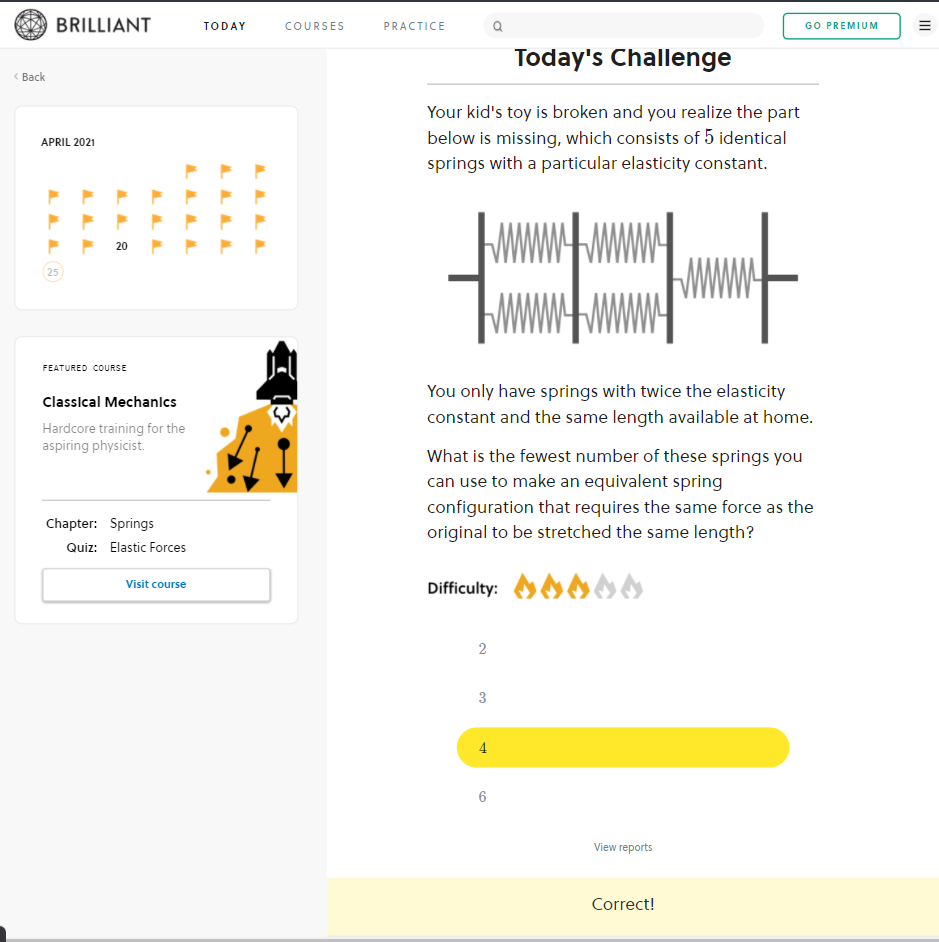 BRILLIANT
TODAY
COURSES
PRACTICE
GO PREMIUM
Back
APRIL 2021
20
25
FEATURED COURSE
Classical Mechanics
Hardcore training for the
aspiring physicist.
Chapter: Springs
Quiz: Elastic Forces
Visit course
Today's Challenge
Your kid's toy is broken and you realize the part
below is missing, which consists of 5 identical
springs with a particular elasticity constant.
You only have springs with twice the elasticity
constant and the same length available at home.
What is the fewest number of these springs you
can use to make an equivalent spring
configuration that requires the same force as the
original to be stretched the same length?
Difficulty:
2
3
4
6
View reports
Correct!